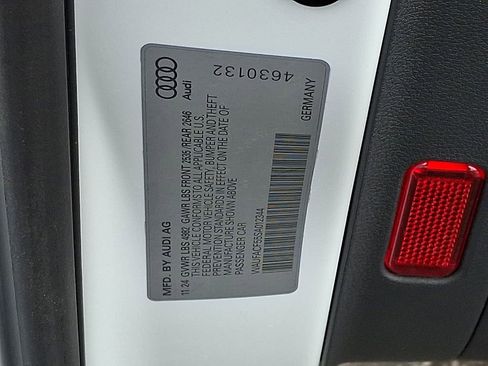 Audi
4630132
MFD. BY AUDI AG
GERMANY
11.24 GVWR LBS.4982 GAWR LBS FRONT 2535 /REAR 2646
THIS VEHICLE CONFORMS TO ALL APPLICABLE U.S.
FEDERAL MOTOR VEHICLE SAFETY, BUMPER AND THEFT
PREVENTION STANDARDS IN EFFECT ON THE DATE OF
MANUFACTURE SHOWN ABOVE
PASSENGER CAR